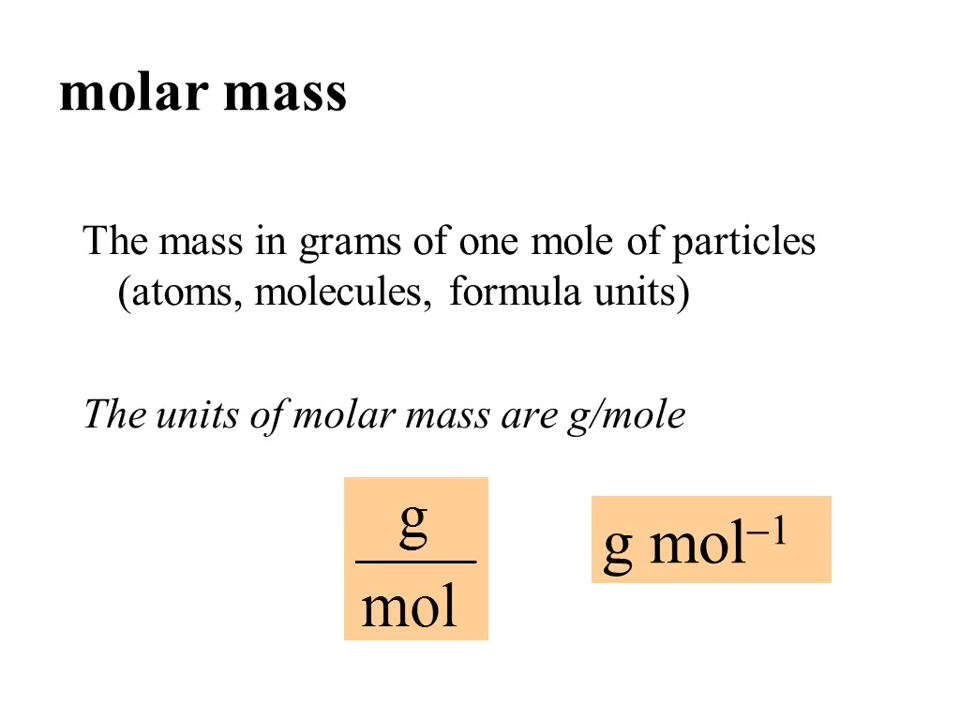 molar mass
The mass in grams of one mole of particles
(atoms, molecules, formula units)
The units of molar mass are g/mole
g
mol
g mol⁻¹